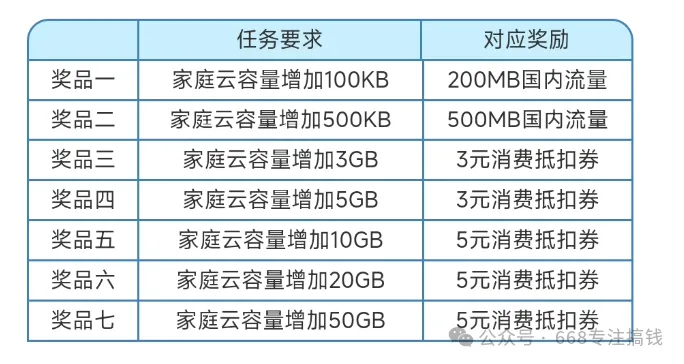 任务要求 对应奖励
奖品一 家庭云容量增加100KB 200MB国内流量
奖品二 家庭云容量增加500KB 500MB国内流量
奖品三 家庭云容量增加3GB 3元消费抵扣券
奖品四 家庭云容量增加5GB 3元消费抵扣券
奖品五 家庭云容量增加10GB 5元消费抵扣券
奖品六 家庭云容量增加20GB 5元消费抵扣券
奖品七 家庭云容量增加50GB 5元消费抵扣券
公众号·668专注搞钱